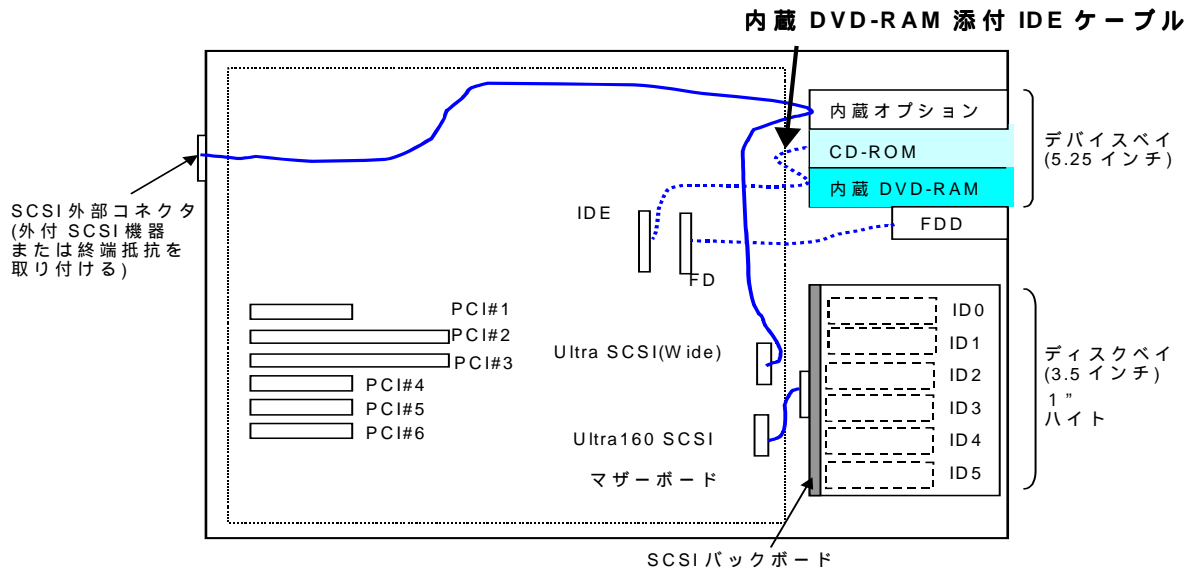 内蔵 DVD-RAM 添付 IDE ケーブル
内蔵オプション
CD-ROM
内蔵 DVD-RAM
FDD
デバイスベイ
(5.25 インチ)
SCSI 外部コネクタ
(外付 SCSI 機器
または終端抵抗を
取り付ける)
IDE
FD
PCI#1
PCI#2
PCI#3
PCI#4
PCI#5
PCI#6
Ultra SCSI(Wide)
Ultra160 SCSI
マザーボード
ID0
ID1
ID2
ID3
ID4
ID5
ディスクベイ
(3.5 インチ)
1 ”
ハイト
SCSI バックボード